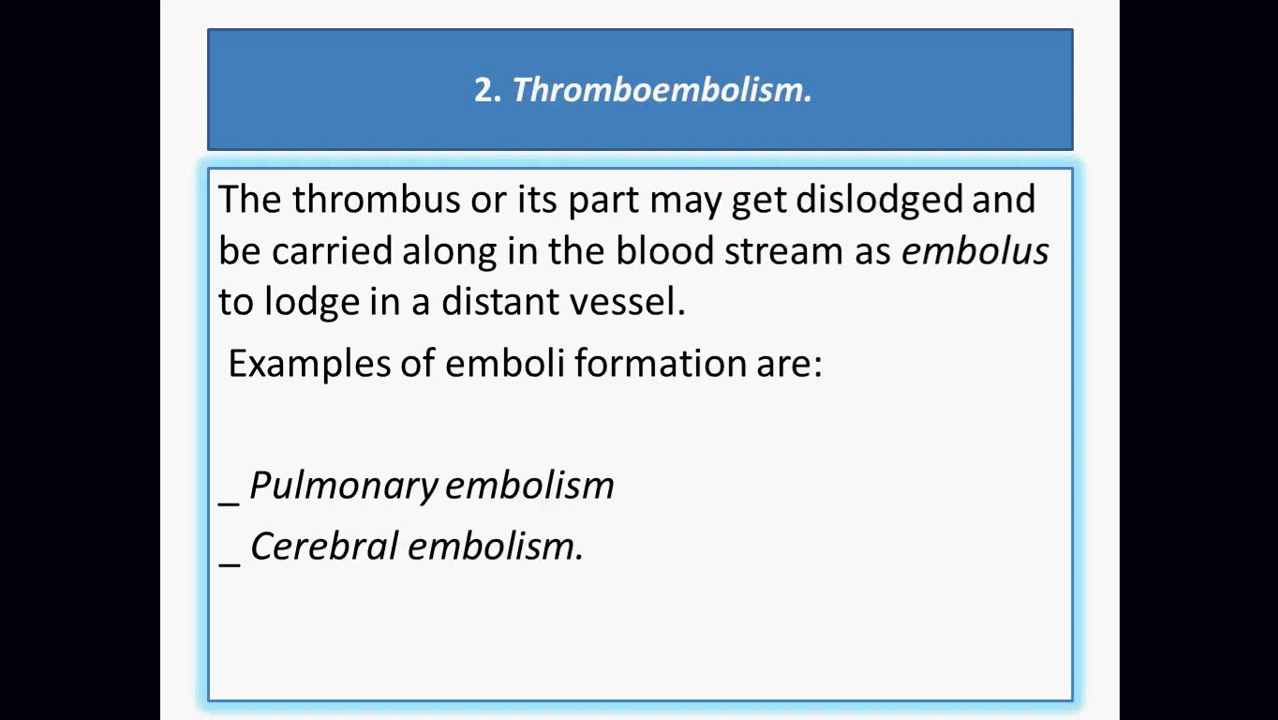 2. Thromboembolism.
The thrombus or its part may get dislodged and
be carried along in the blood stream as embolus
to lodge in a distant vessel.
Examples of emboli formation are:
_ Pulmonary embolism
_ Cerebral embolism.